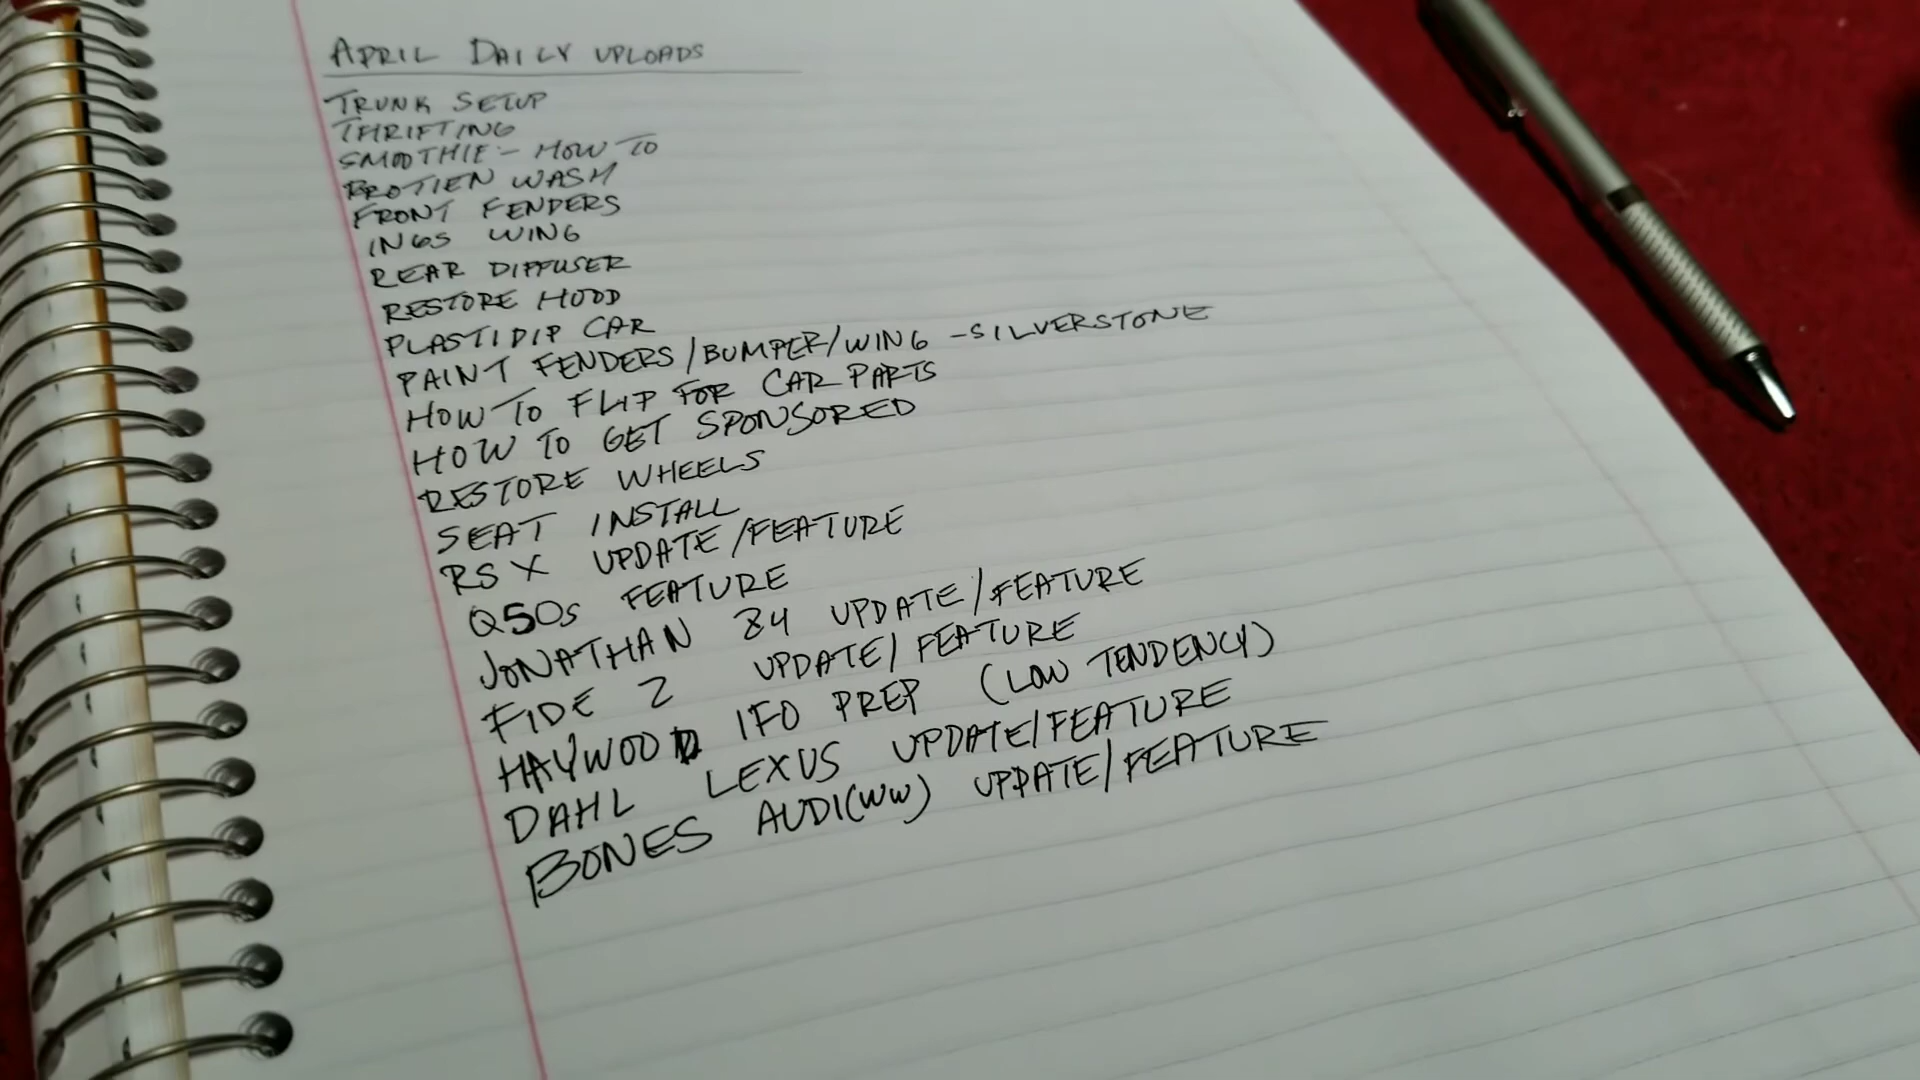 APRIL DAILY UPLOADS
TRUNK SETUP
THRIFTING
SMOOTHIE - HOW TO
PROTIEN WASH
FRONT FENDERS
INGS WING
REAR DIFFUSER
RESTORE HOOD
PLASTIDIP CAR
PAINT FENDERS/BUMPER/WING - SILVERSTONE
HOW TO FLIP FOR CAR PARTS
HOW TO GET SPONSORED
RESTORE WHEELS
SEAT INSTALL
RSX UPDATE/FEATURE
Q50s FEATURE
JONATHAN Z4 UPDATE/FEATURE
FIDE Z UPDATE/FEATURE
HAYWOOD IFO PREP (LOW TENDENCY)
DAHL LEXUS UPDATE/FEATURE
BONES AUDI(WW) UPDATE/FEATURE